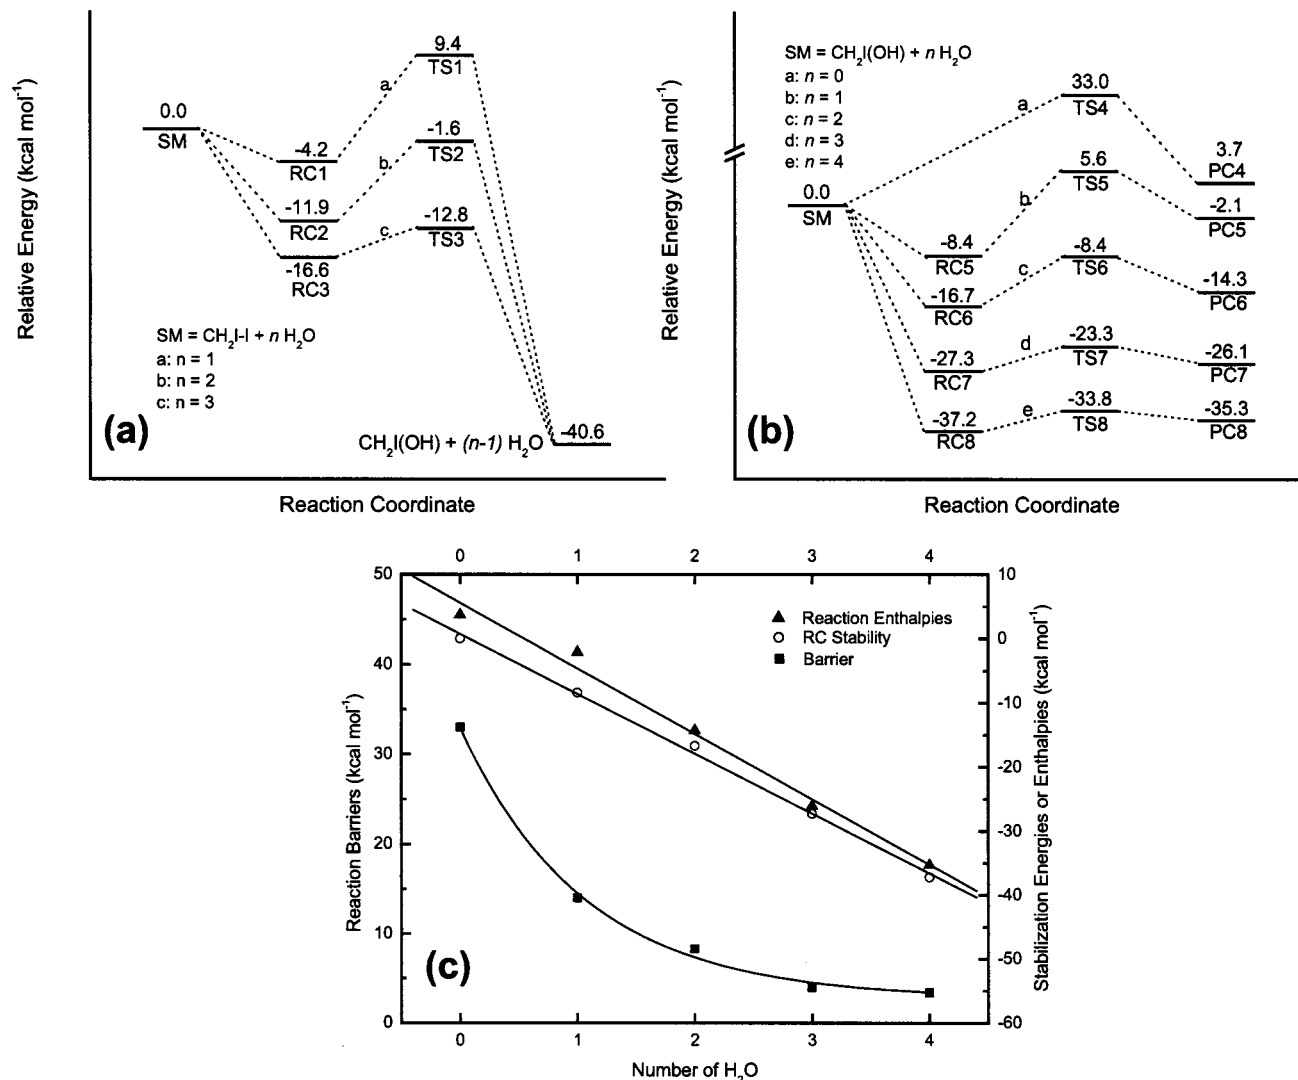 Relative Energy (kcal mol⁻¹)
0.0
SM
-4.2
RC1
-11.9
RC2
-16.6
RC3
a
b
c
9.4
TS1
-1.6
TS2
-12.8
TS3
SM = CH₂I-I + n H₂O
a: n = 1
b: n = 2
c: n = 3
(a)
CH₂I(OH) + (n-1) H₂O
-40.6
Reaction Coordinate
Relative Energy (kcal mol⁻¹)
SM = CH₂I(OH) + n H₂O
a: n = 0
b: n = 1
c: n = 2
d: n = 3
e: n = 4
0.0
SM
a
b
c
d
e
-8.4
RC5
-16.7
RC6
-27.3
RC7
-37.2
RC8
33.0
TS4
5.6
TS5
-8.4
TS6
-23.3
TS7
-33.8
TS8
3.7
PC4
-2.1
PC5
-14.3
PC6
-26.1
PC7
-35.3
PC8
(b)
Reaction Coordinate
0 1 2 3 4
50
40
30
20
10
0
Reaction Barriers (kcal mol⁻¹)
Reaction Enthalpies
RC Stability
Barrier
(c)
10
0
-10
-20
-30
-40
-50
-60
Stabilization Energies or Enthalpies (kcal mol⁻¹)
0 1 2 3 4
Number of H₂O